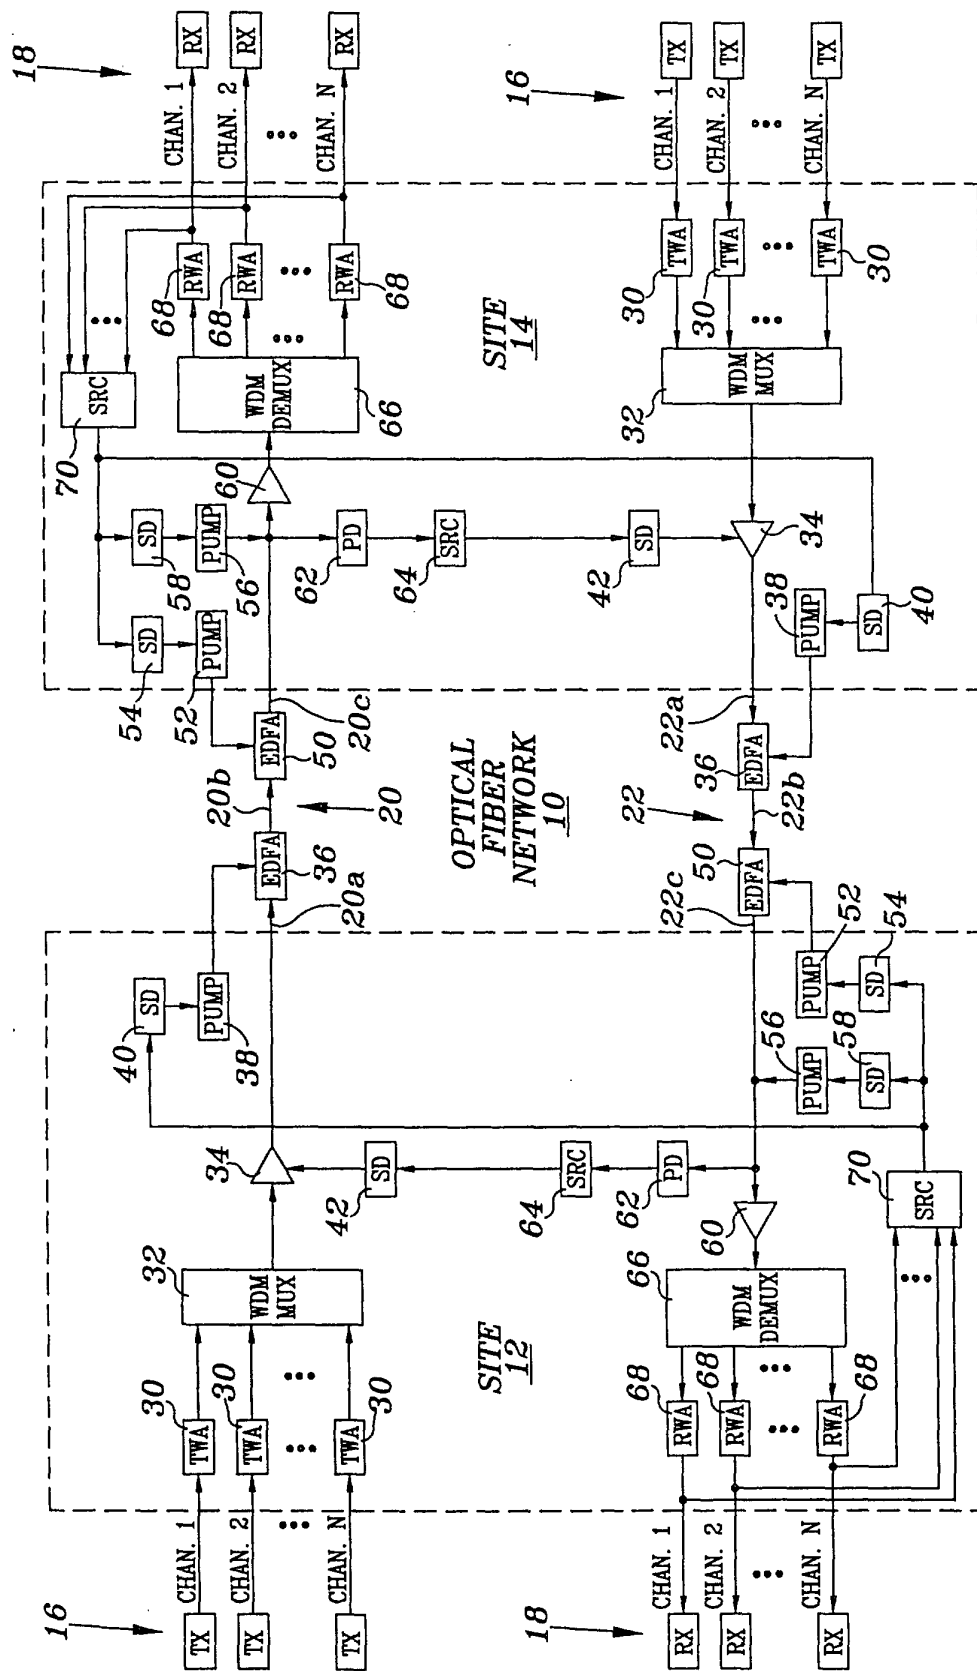 16
TX
CHAN. 1
TWA
30
TX
CHAN. 2
TWA
30
TX
CHAN. N
TWA
30
WDM
MUX
32
34
SD
40
PUMP
38
20a
EDFA
36
20b
20
EDFA
50
20c
SD
54
PUMP
52
SD
58
PUMP
56
60
SRC
70
WDM
DEMUX
66
RWA
68
CHAN. 1
RX
RWA
68
CHAN. 2
RX
RWA
68
CHAN. N
RX
18
SD
42
SRC
64
PD
62
PD
62
SRC
64
SD
42
SITE
12
OPTICAL
FIBER
NETWORK
10
SITE
14
18
RX
CHAN. 1
RWA
68
RX
CHAN. 2
RWA
68
RX
CHAN. N
RWA
68
WDM
DEMUX
66
60
SRC
70
PUMP
56
SD
58
PUMP
52
SD
54
22c
EDFA
50
22
22b
EDFA
36
22a
PUMP
38
SD
40
34
WDM
MUX
32
TWA
30
CHAN. 1
TX
TWA
30
CHAN. 2
TX
TWA
30
CHAN. N
TX
16